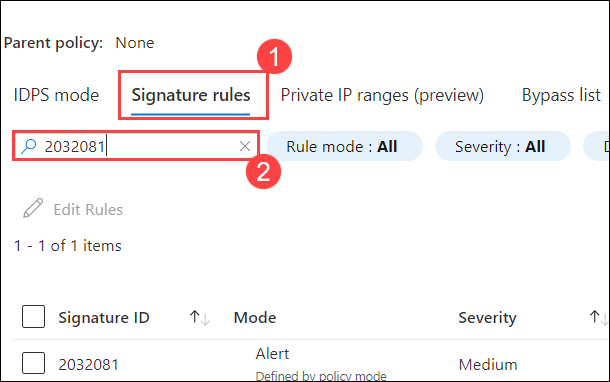 Parent policy: None
1
IDPS mode Signature rules Private IP ranges (preview) Bypass list
2032081 Rule mode : All Severity : All D
2
Edit Rules
1 - 1 of 1 items
Signature ID ↑↓ Mode Severity ↑↓
2032081 Alert Medium
Defined by policy mode